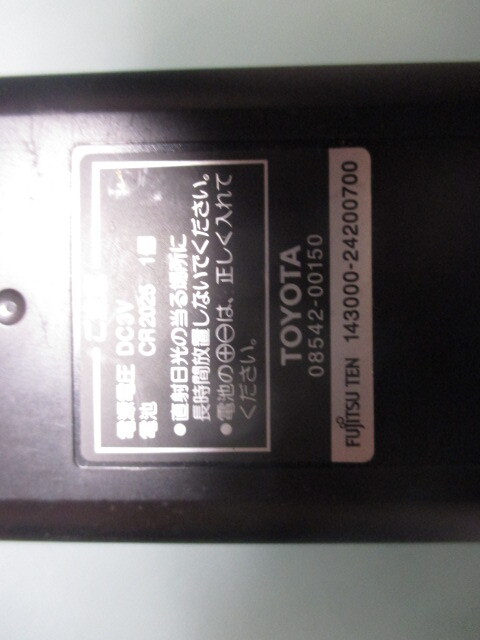 電源電圧 DC3V
電池 CR2025 1個
●直射日光の当る場所に
長時間放置しないでください。
●電池の⊕⊖は、正しく入れて
ください。
TOYOTA
08542-00150
FUJITSU TEN 143000-24200700